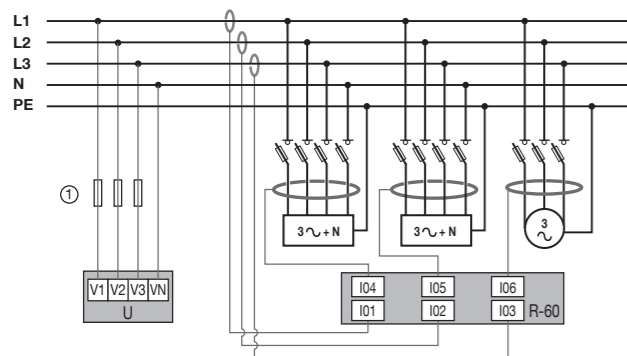 L1
L2
L3
N
PE
①
3∿+N
3∿+N
3
∿
V1 V2 V3 VN
U
I04 I05 I06
I01 I02 I03 R-60